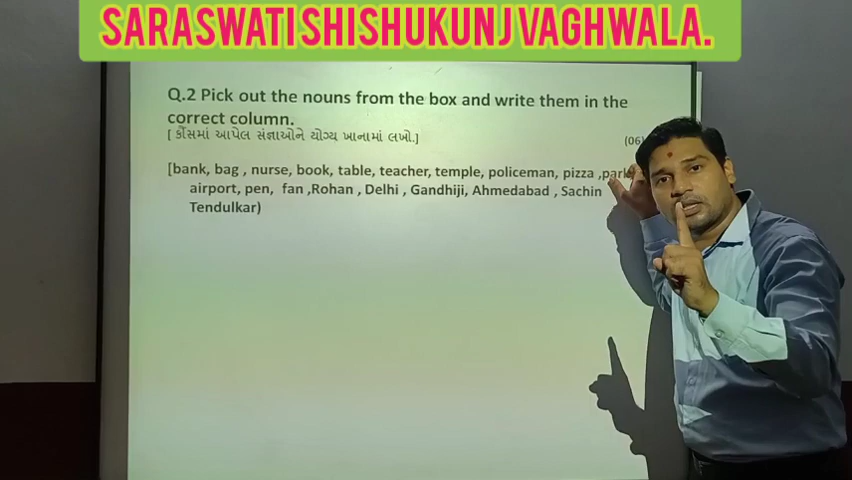 SARASWATI SHISHUKUNJ VAGHWALA.
Q.2 Pick out the nouns from the box and write them in the
correct column.
[ કૌંસમાં આપેલ સંજ્ઞાઓને યોગ્ય ખાનામાં લખો.] (06)
[bank, bag , nurse, book, table, teacher, temple, policeman, pizza ,park
airport, pen, fan ,Rohan , Delhi , Gandhiji, Ahmedabad , Sachin
Tendulkar)